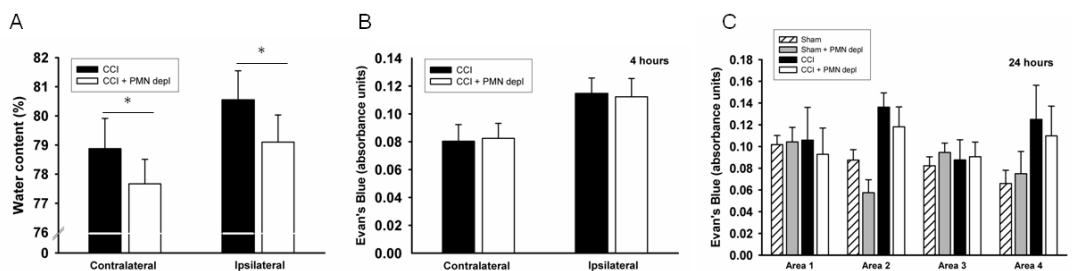 A
Water content (%)
82
81
80
79
78
77
76
0
CCI
CCI + PMN depl
*
*
Contralateral
Ipsilateral
B
Evan's Blue (absorbance units)
0.16
0.14
0.12
0.10
0.08
0.06
0.04
0.02
0.00
CCI
CCI + PMN depl
4 hours
Contralateral
Ipsilateral
C
Evan's Blue (absorbance units)
0.18
0.16
0.14
0.12
0.10
0.08
0.06
0.04
0.02
0.00
Sham
Sham + PMN depl
CCI
CCI + PMN depl
24 hours
Area 1
Area 2
Area 3
Area 4